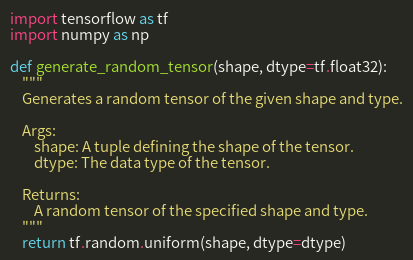 import tensorflow as tf
import numpy as np

def generate_random_tensor(shape, dtype=tf.float32):
    """
    Generates a random tensor of the given shape and type.

    Args:
        shape: A tuple defining the shape of the tensor.
        dtype: The data type of the tensor.

    Returns:
        A random tensor of the specified shape and type.
    """
    return tf.random.uniform(shape, dtype=dtype)